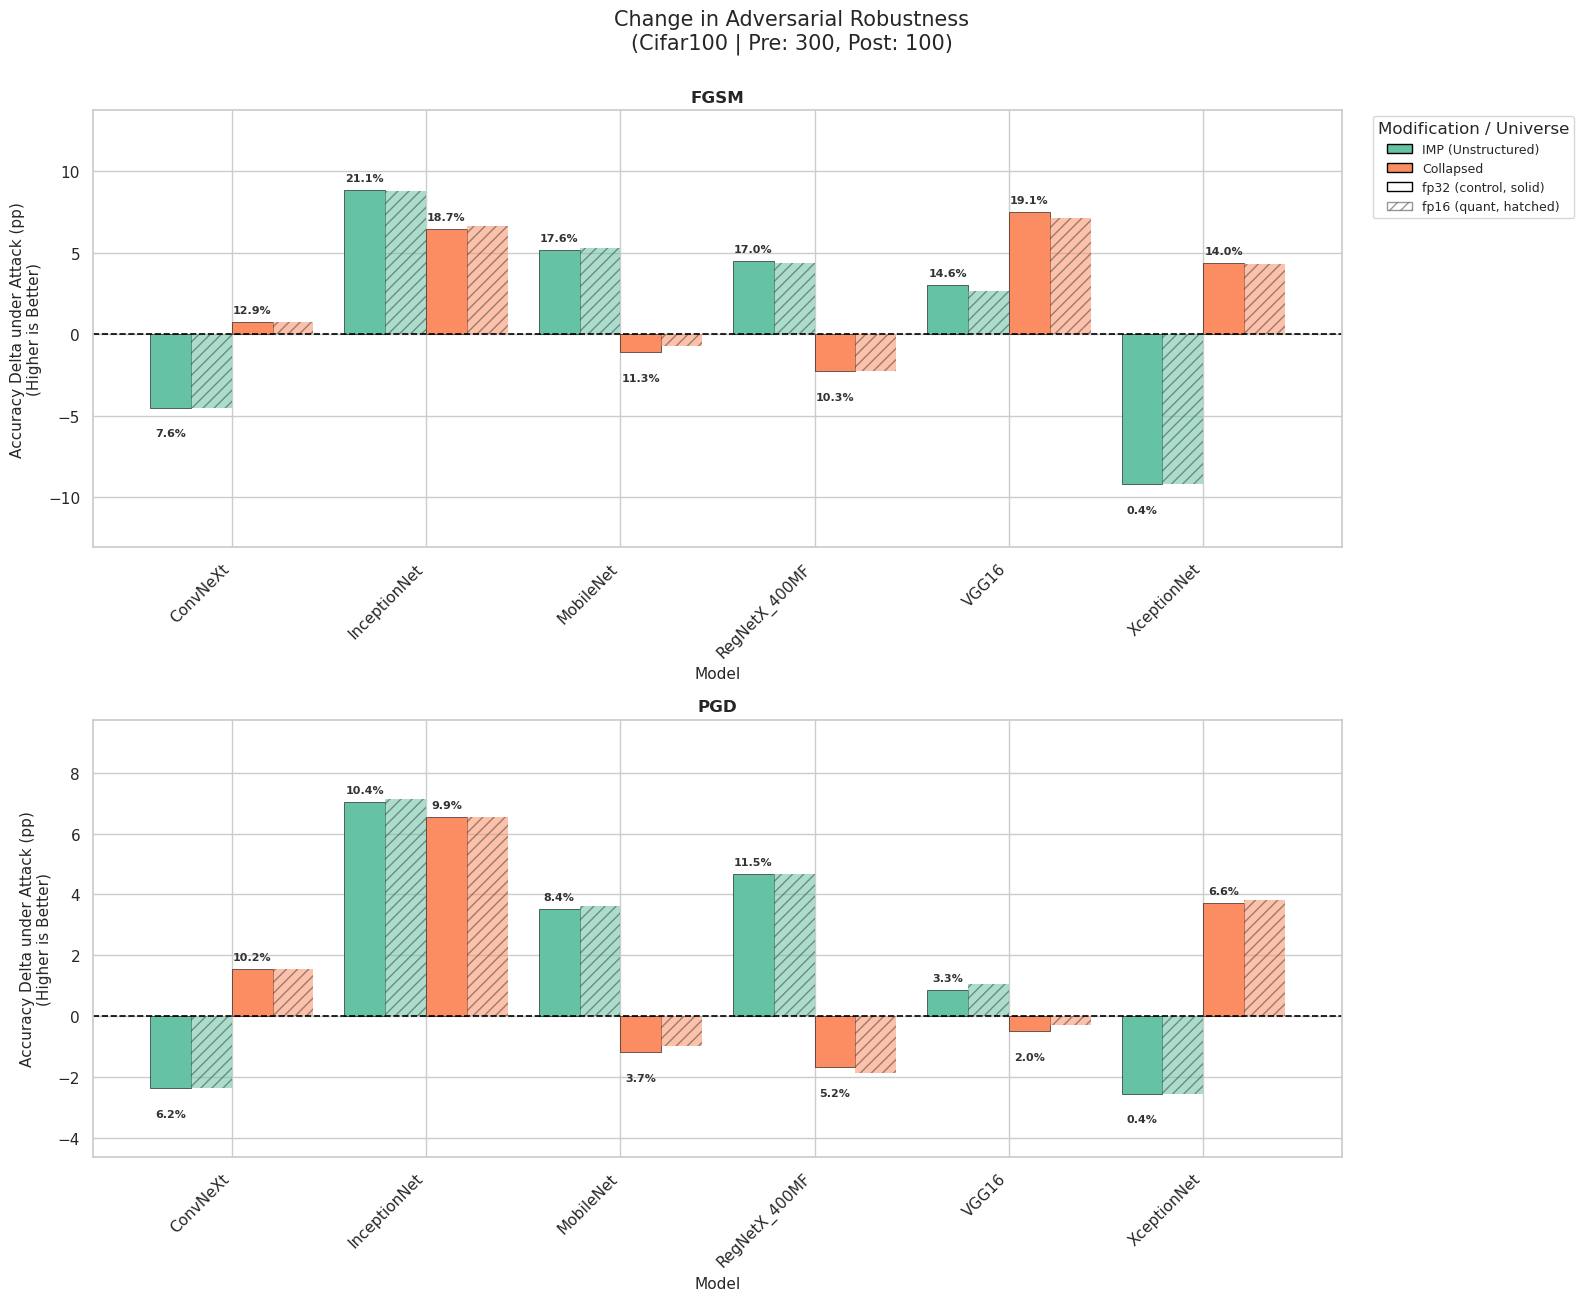 Change in Adversarial Robustness
(Cifar100 | Pre: 300, Post: 100)
FGSM
Accuracy Delta under Attack (pp)
(Higher is Better)
10
5
0
−5
−10
7.6%
12.9%
21.1%
18.7%
17.6%
11.3%
17.0%
10.3%
14.6%
19.1%
0.4%
14.0%
ConvNeXt
InceptionNet
MobileNet
RegNetX_400MF
VGG16
XceptionNet
Model
Modification / Universe
IMP (Unstructured)
Collapsed
fp32 (control, solid)
fp16 (quant, hatched)
PGD
Accuracy Delta under Attack (pp)
(Higher is Better)
8
6
4
2
0
−2
−4
6.2%
10.2%
10.4%
9.9%
8.4%
3.7%
11.5%
5.2%
3.3%
2.0%
0.4%
6.6%
ConvNeXt
InceptionNet
MobileNet
RegNetX_400MF
VGG16
XceptionNet
Model